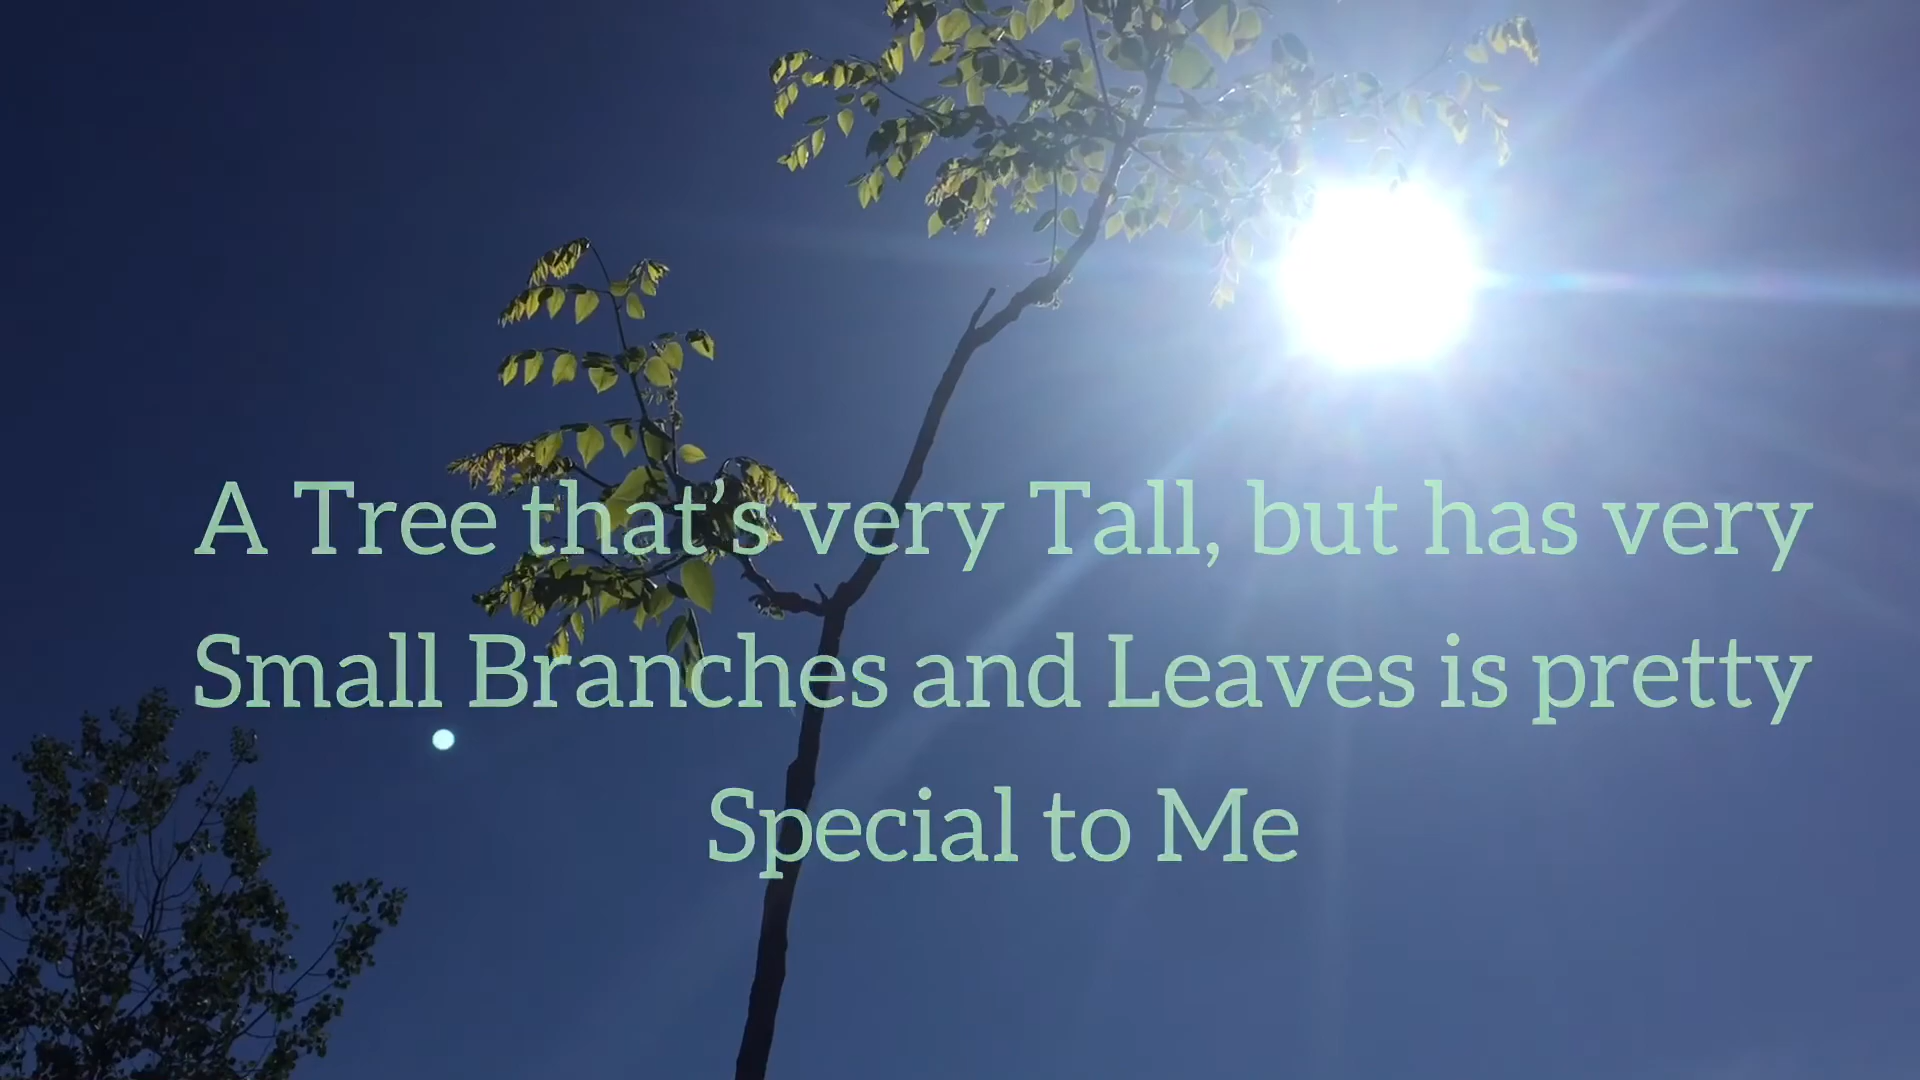 A Tree that’s very Tall, but has very
Small Branches and Leaves is pretty
Special to Me